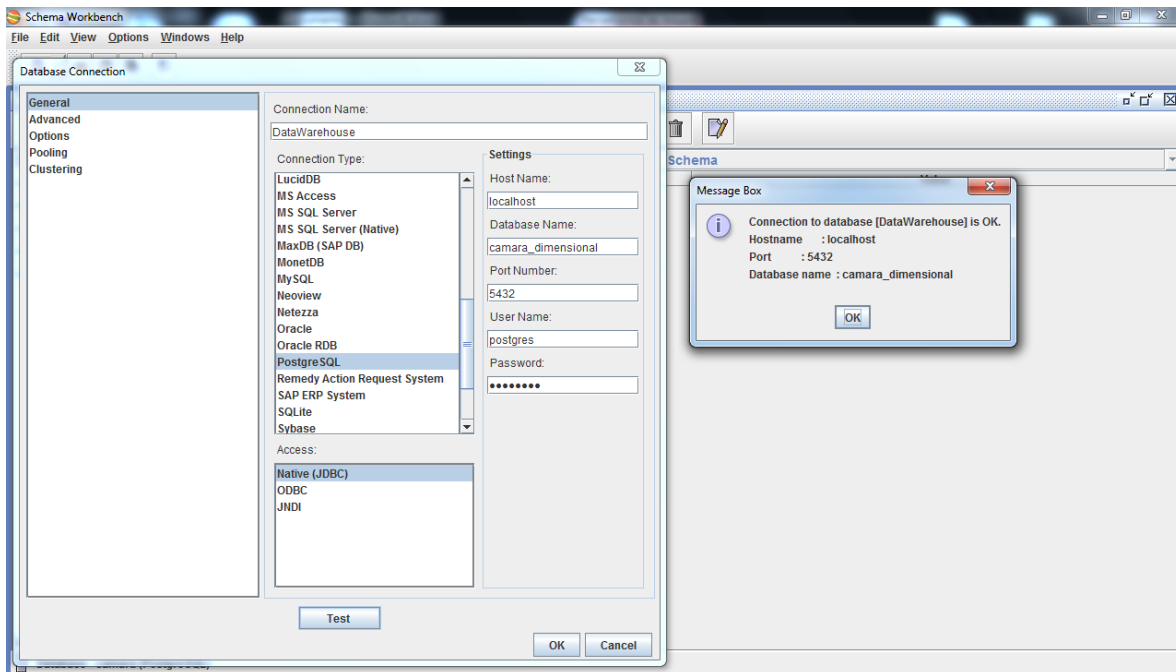 Schema Workbench
File Edit View Options Windows Help
Database Connection
General
Advanced
Options
Pooling
Clustering
Connection Name:
DataWarehouse
Connection Type:
LucidDB
MS Access
MS SQL Server
MS SQL Server (Native)
MaxDB (SAP DB)
MonetDB
MySQL
Neoview
Netezza
Oracle
Oracle RDB
PostgreSQL
Remedy Action Request System
SAP ERP System
SQLite
Sybase
Access:
Native (JDBC)
ODBC
JNDI
Settings
Host Name:
localhost
Database Name:
camara_dimensional
Port Number:
5432
User Name:
postgres
Password:
••••••••
Test
OK Cancel
Schema
Message Box
Connection to database [DataWarehouse] is OK.
Hostname : localhost
Port : 5432
Database name : camara_dimensional
OK